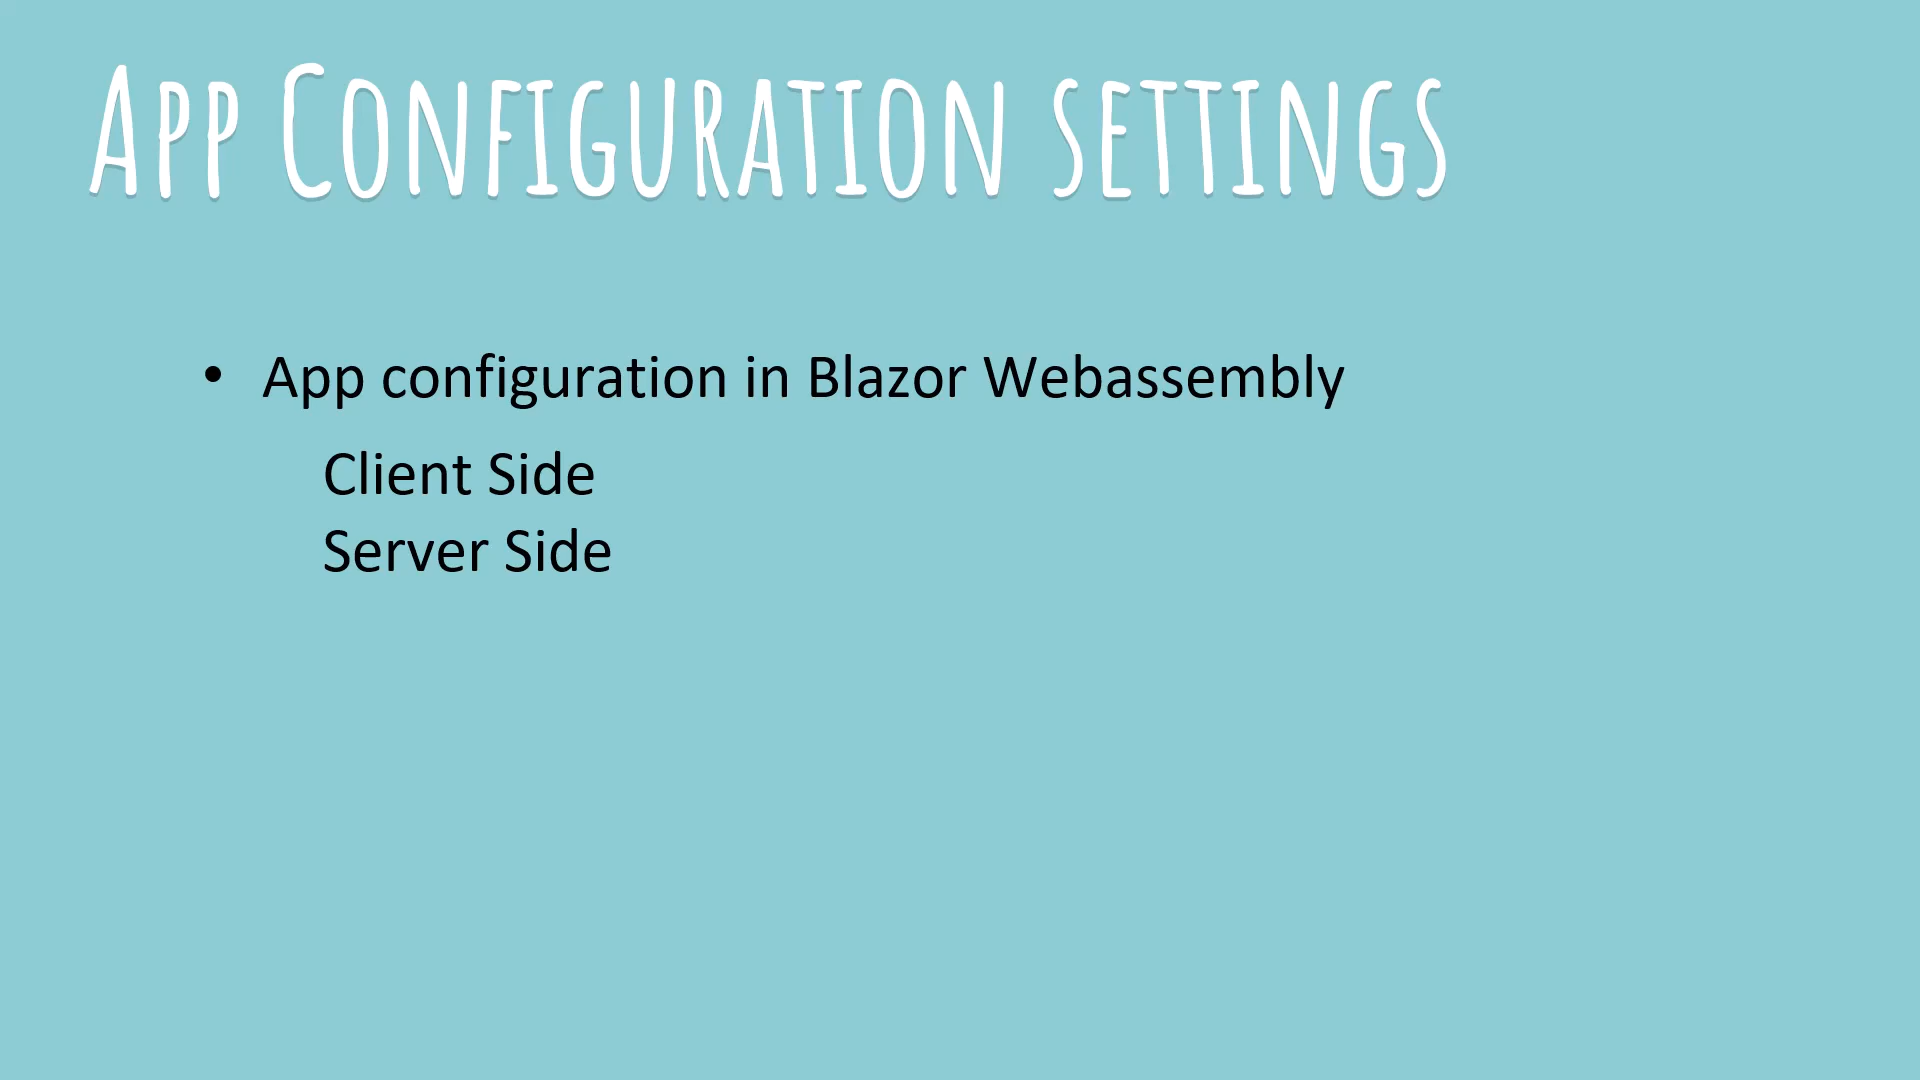 App Configuration settings
• App configuration in Blazor Webassembly
Client Side
Server Side